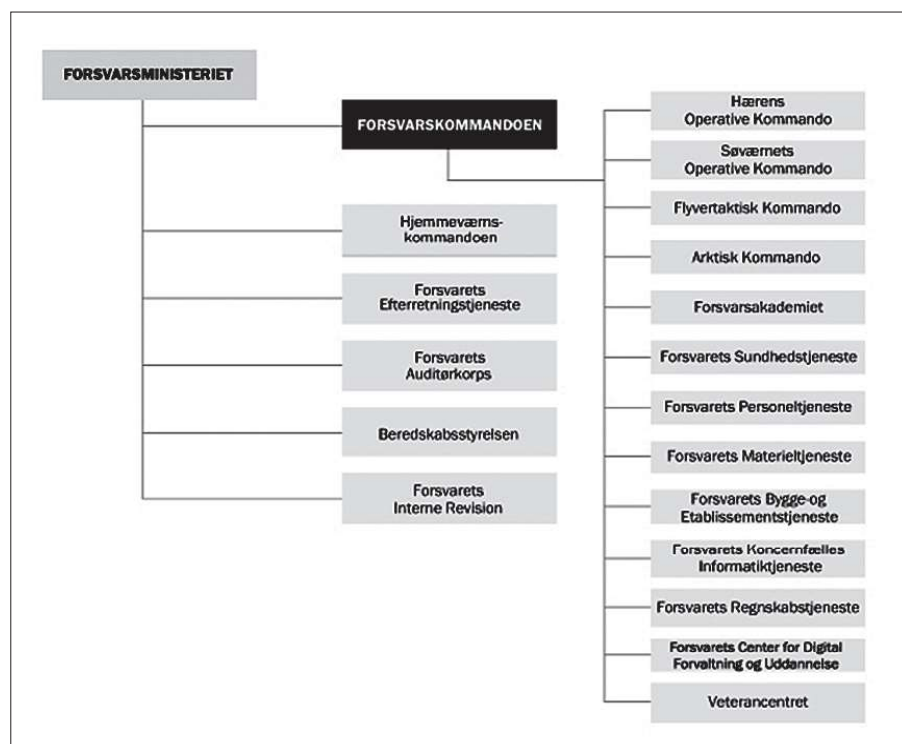 FORSVARSMINISTERIET
FORSVARSKOMMANDOEN
Hjemmeværns-
kommandoen
Forsvarets
Efterretningstjeneste
Forsvarets
Auditørkorps
Beredskabsstyrelsen
Forsvarets
Interne Revision
Hærens
Operative Kommando
Søværnets
Operative Kommando
Flyvertaktisk Kommando
Arktisk Kommando
Forsvarsakademiet
Forsvarets Sundhedstjeneste
Forsvarets Personeltjeneste
Forsvarets Materieltjeneste
Forsvarets Bygge-og
Etablissementstjeneste
Forsvarets Koncernfælles
Informatiktjeneste
Forsvarets Regnskabstjeneste
Forsvarets Center for Digital
Forvaltning og Uddannelse
Veterancentret